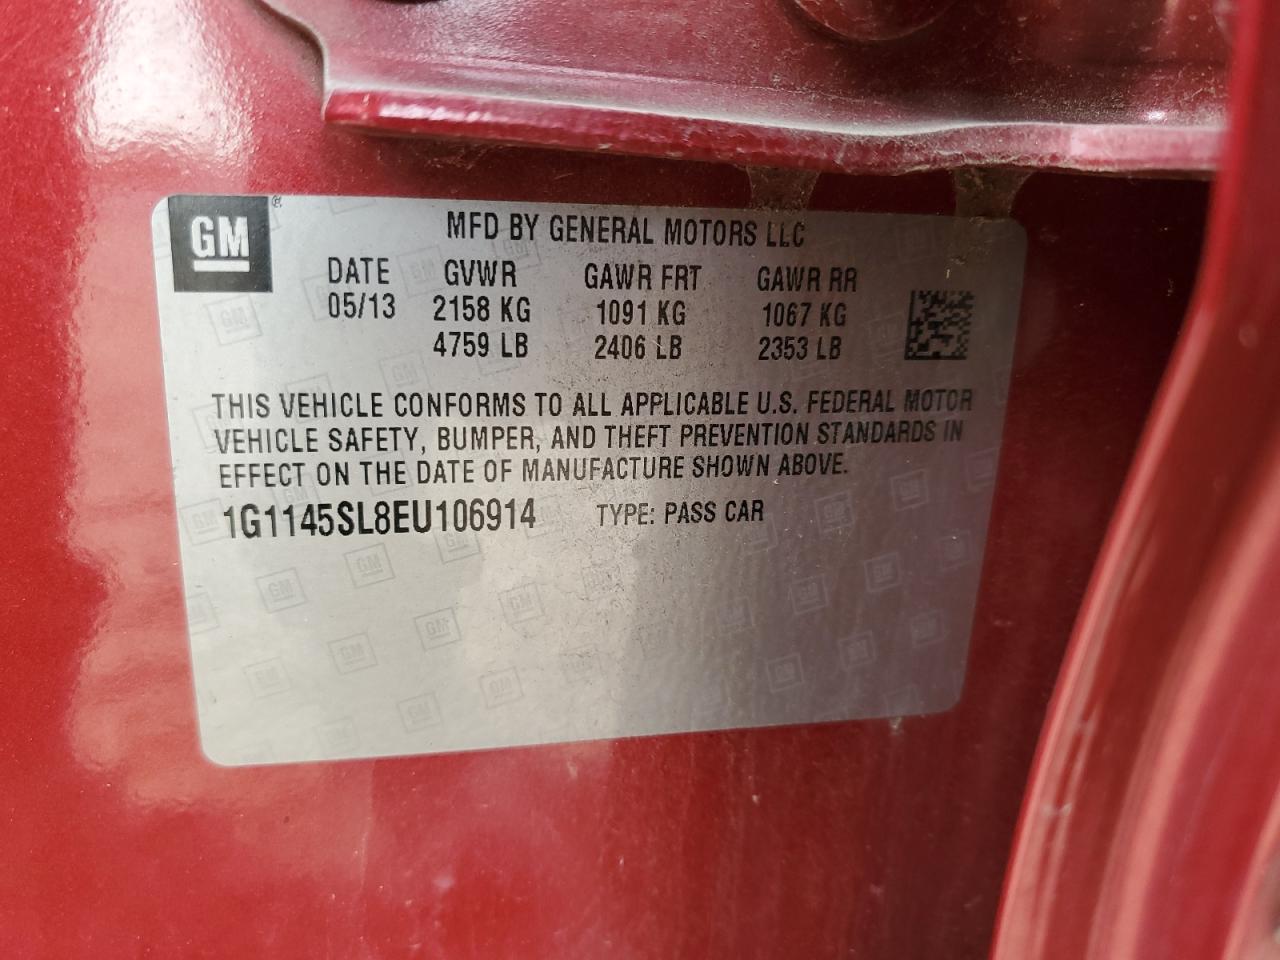 GM ®
MFD BY GENERAL MOTORS LLC
DATE GVWR GAWR FRT GAWR RR
05/13 2158 KG 1091 KG 1067 KG
4759 LB 2406 LB 2353 LB
THIS VEHICLE CONFORMS TO ALL APPLICABLE U.S. FEDERAL MOTOR
VEHICLE SAFETY, BUMPER, AND THEFT PREVENTION STANDARDS IN
EFFECT ON THE DATE OF MANUFACTURE SHOWN ABOVE.
1G1145SL8EU106914 TYPE: PASS CAR